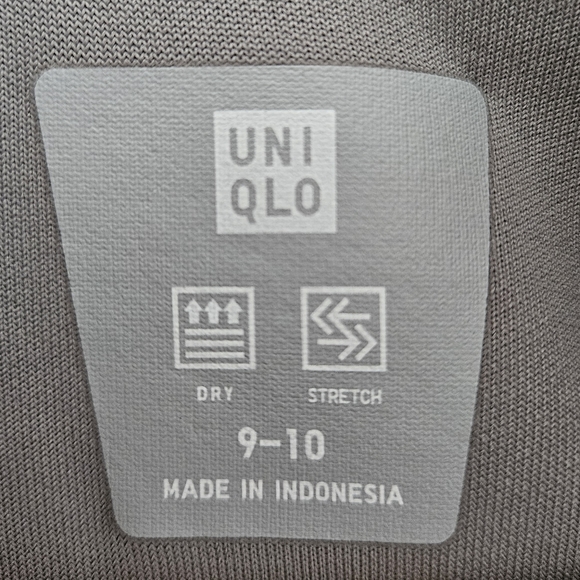 UNI
QLO
DRY STRETCH
9-10
MADE IN INDONESIA